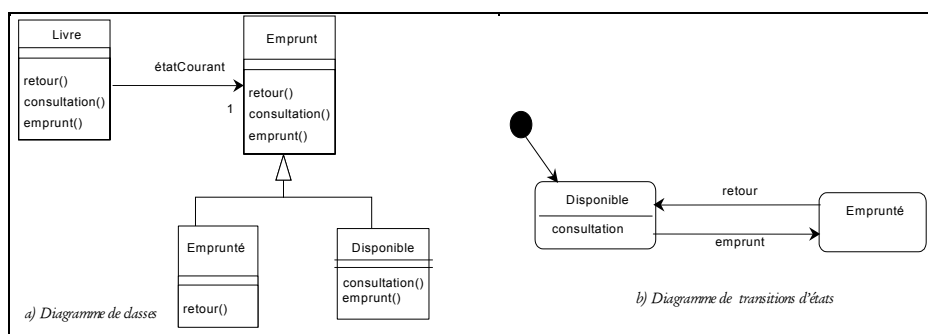 Livre
retour()
consultation()
emprunt()
étatCourant
1
Emprunt
retour()
consultation()
emprunt()
Emprunté
retour()
Disponible
consultation()
emprunt()
a) Diagramme de classes
Disponible
consultation
retour
emprunt
Emprunté
b) Diagramme de transitions d'états